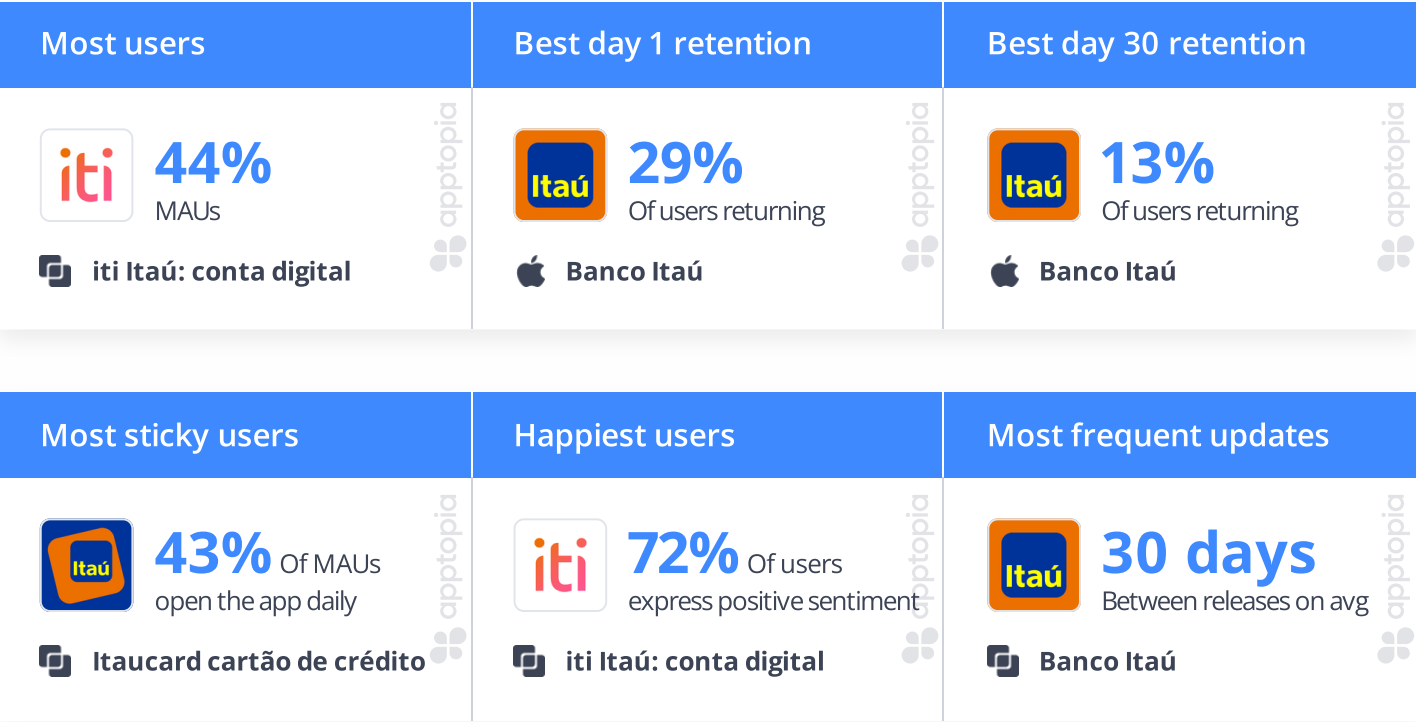 Most users
Best day 1 retention
Best day 30 retention
iti
44%
MAUs
iti Itaú: conta digital
apptopia
Itaú
29%
Of users returning
Banco Itaú
apptopia
Itaú
13%
Of users returning
Banco Itaú
apptopia
Most sticky users
Happiest users
Most frequent updates
Itaú
43% Of MAUs
open the app daily
Itaucard cartão de crédito
apptopia
iti
72% Of users
express positive sentiment
iti Itaú: conta digital
apptopia
Itaú
30 days
Between releases on avg
Banco Itaú
apptopia